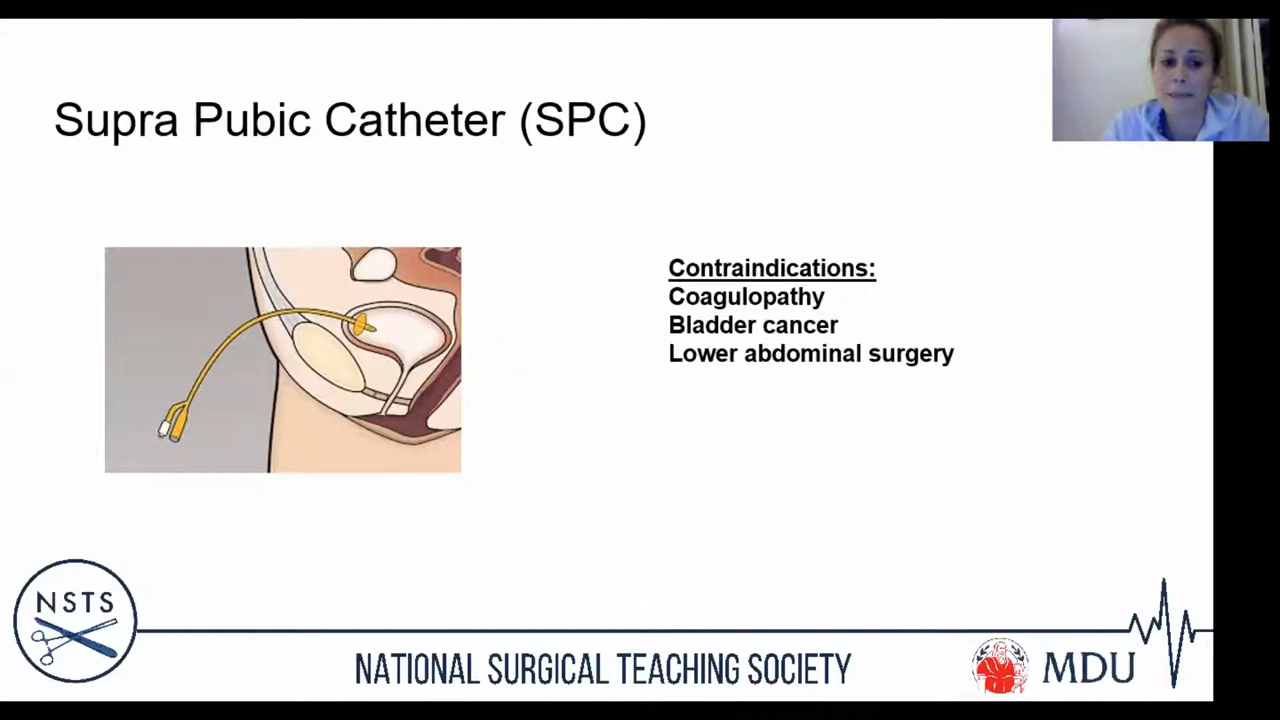 Supra Pubic Catheter (SPC)
Contraindications:
Coagulopathy
Bladder cancer
Lower abdominal surgery
NSTS
NATIONAL SURGICAL TEACHING SOCIETY
MDU